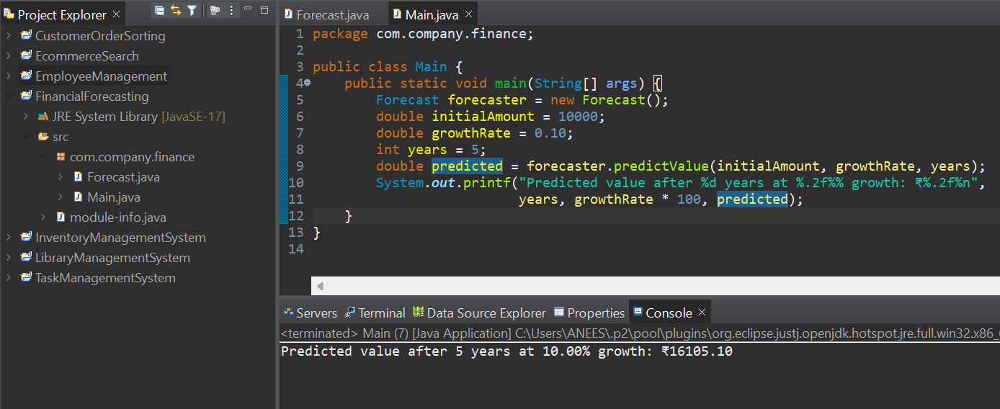 Project Explorer
CustomerOrderSorting
EcommerceSearch
EmployeeManagement
FinancialForecasting
JRE System Library [JavaSE-17]
src
com.company.finance
Forecast.java
Main.java
module-info.java
InventoryManagementSystem
LibraryManagementSystem
TaskManagementSystem
Forecast.java Main.java
1 package com.company.finance;
2
3 public class Main {
4 public static void main(String[] args) {
5 Forecast forecaster = new Forecast();
6 double initialAmount = 10000;
7 double growthRate = 0.10;
8 int years = 5;
9 double predicted = forecaster.predictValue(initialAmount, growthRate, years);
10 System.out.printf("Predicted value after %d years at %.2f%% growth: ₹%.2f%n",
11 years, growthRate * 100, predicted);
12 }
13 }
14
Servers Terminal Data Source Explorer Properties Console
<terminated> Main (7) [Java Application] C:\Users\ANEES\.p2\pool\plugins\org.eclipse.justj.openjdk.hotspot.jre.full.win32.x86_
Predicted value after 5 years at 10.00% growth: ₹16105.10